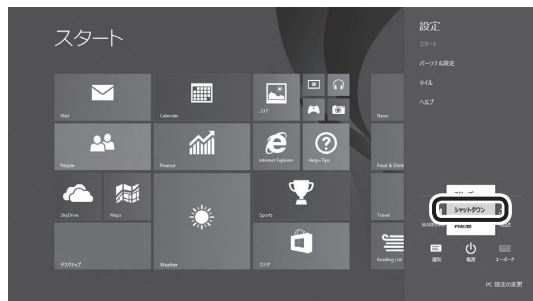 スタート
Mail
Calendar
People
Finance
Internet Explorer
Help+Tips
SkyDrive
Maps
Sports
デスクトップ
Weather
ストア
News
Food & Drink
Travel
Reading List
設定
スタート
パーソナル設定
タイル
ヘルプ
シャットダウン
再起動
通知
電源
キーボード
PC 設定の変更